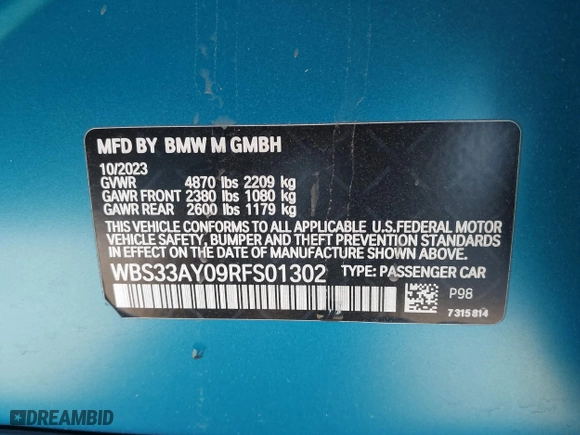 MFD BY BMW M GMBH
10/2023
GVWR 4870 lbs 2209 kg
GAWR FRONT 2380 lbs 1080 kg
GAWR REAR 2600 lbs 1179 kg
THIS VEHICLE CONFORMS TO ALL APPLICABLE U.S.FEDERAL MOTOR
VEHICLE SAFETY, BUMPER AND THEFT PREVENTION STANDARDS
IN EFFECT ON THE DATE OF MANUFACTURE SHOWN ABOVE.
WBS33AY09RFS01302 TYPE: PASSENGER CAR
P98
7315814
DREAMBID